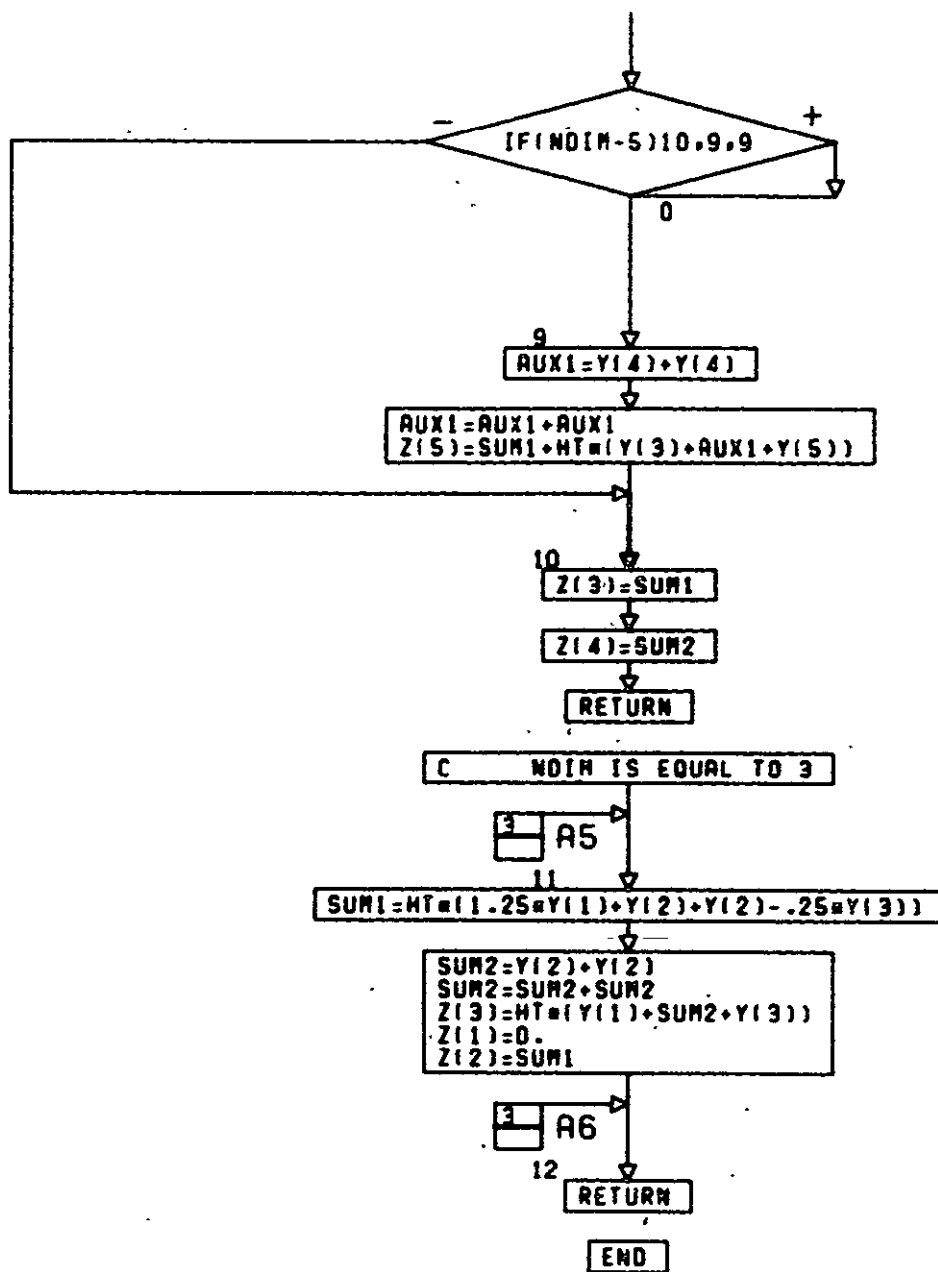 -
+
IF(NDIM-5)10,9,9
0
9
AUX1=Y(4)+Y(4)
AUX1=AUX1+AUX1
Z(5)=SUM1+HT*(Y(3)+AUX1+Y(5))
10
Z(3)=SUM1
Z(4)=SUM2
RETURN
C NDIM IS EQUAL TO 3
3
A5
11
SUM1=HT*(1.25*Y(1)+Y(2)+Y(2)-.25*Y(3))
SUM2=Y(2)+Y(2)
SUM2=SUM2+SUM2
Z(3)=HT*(Y(1)+SUM2+Y(3))
Z(1)=0.
Z(2)=SUM1
3
A6
12
RETURN
END